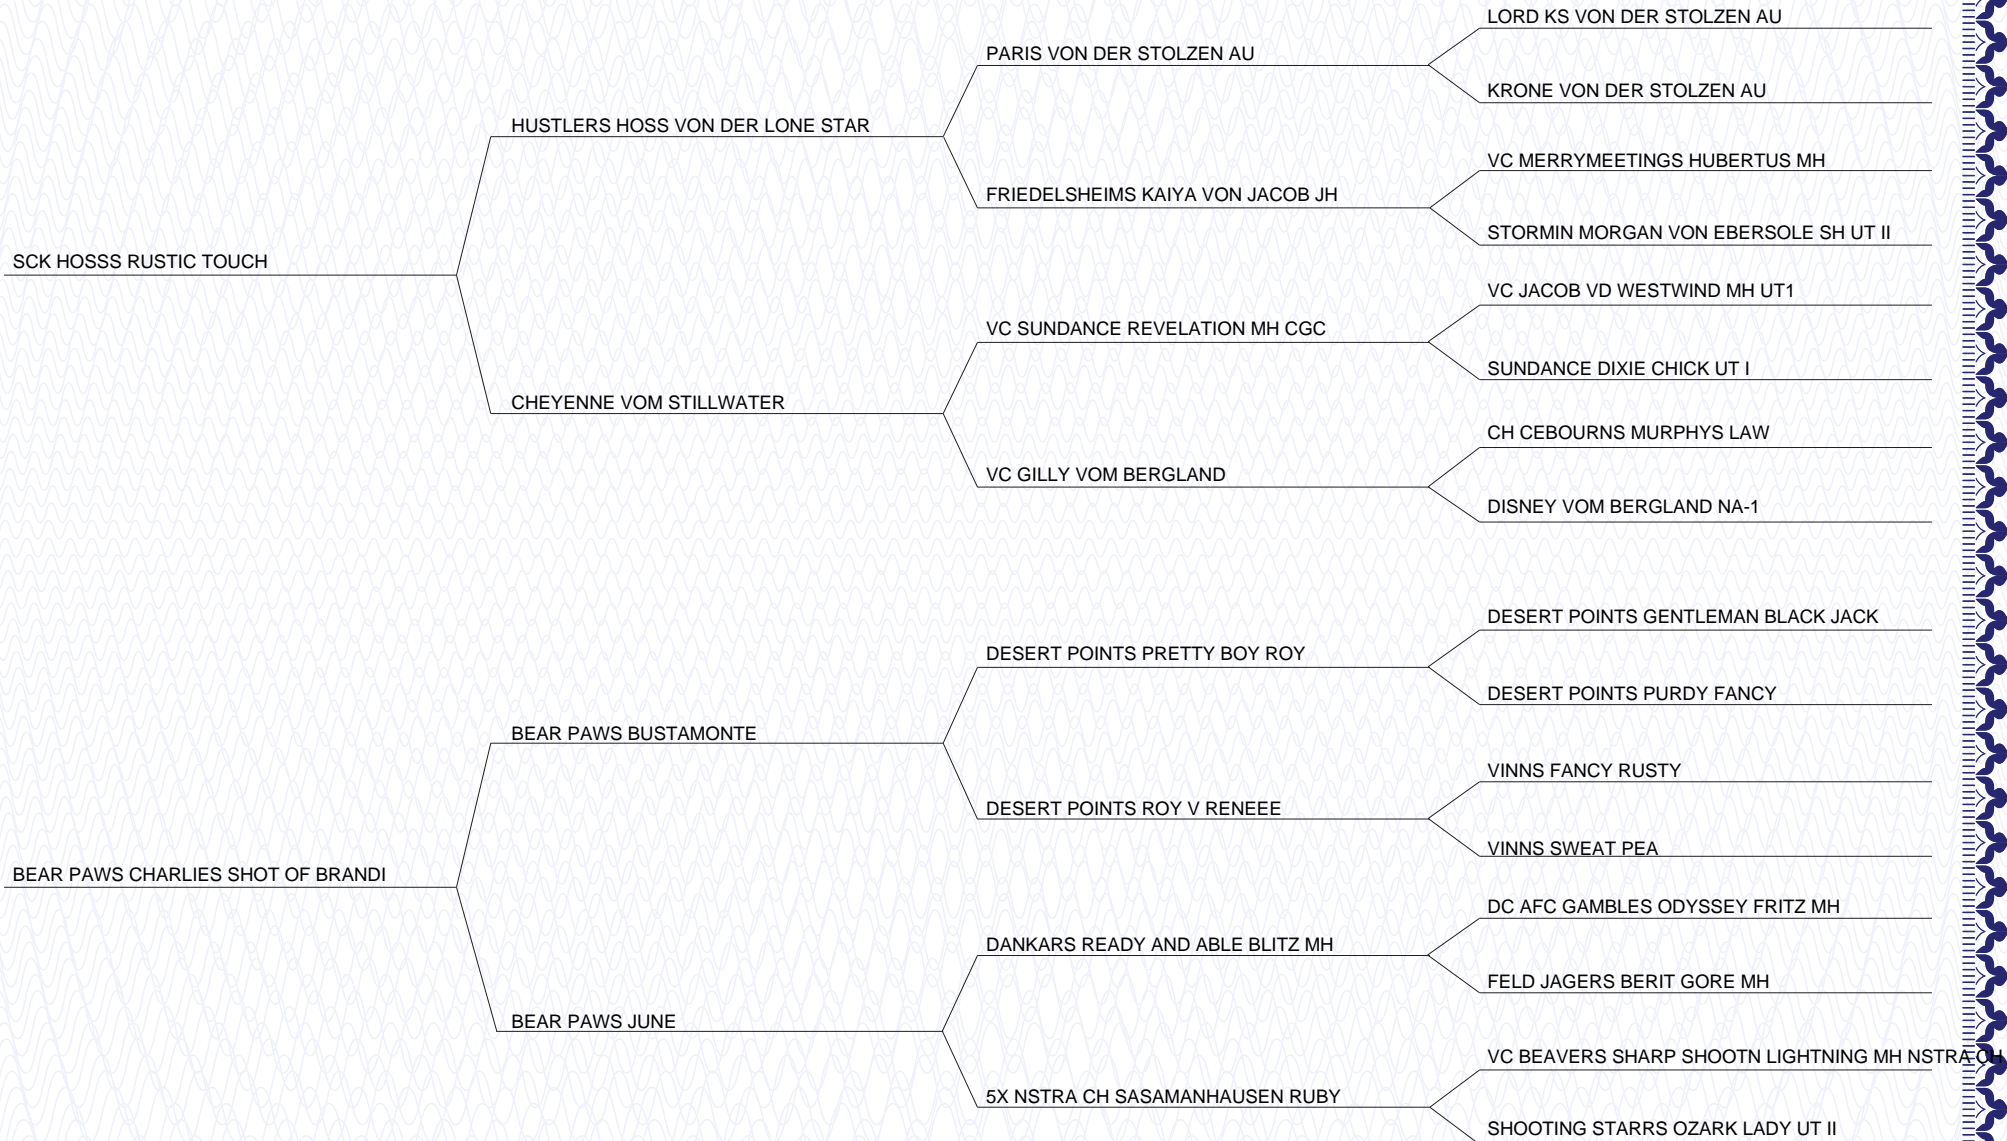 LORD KS VON DER STOLZEN AU
PARIS VON DER STOLZEN AU
KRONE VON DER STOLZEN AU
HUSTLERS HOSS VON DER LONE STAR
VC MERRYMEETINGS HUBERTUS MH
FRIEDELSHEIMS KAIYA VON JACOB JH
STORMIN MORGAN VON EBERSOLE SH UT II
SCK HOSSS RUSTIC TOUCH
VC JACOB VD WESTWIND MH UT1
VC SUNDANCE REVELATION MH CGC
SUNDANCE DIXIE CHICK UT I
CHEYENNE VOM STILLWATER
CH CEBOURNS MURPHYS LAW
VC GILLY VOM BERGLAND
DISNEY VOM BERGLAND NA-1
DESERT POINTS GENTLEMAN BLACK JACK
DESERT POINTS PRETTY BOY ROY
DESERT POINTS PURDY FANCY
BEAR PAWS BUSTAMONTE
VINNS FANCY RUSTY
DESERT POINTS ROY V RENEEE
VINNS SWEAT PEA
BEAR PAWS CHARLIES SHOT OF BRANDI
DC AFC GAMBLES ODYSSEY FRITZ MH
DANKARS READY AND ABLE BLITZ MH
FELD JAGERS BERIT GORE MH
BEAR PAWS JUNE
VC BEAVERS SHARP SHOOTN LIGHTNING MH NSTRA CH
5X NSTRA CH SASAMANHAUSEN RUBY
SHOOTING STARRS OZARK LADY UT II